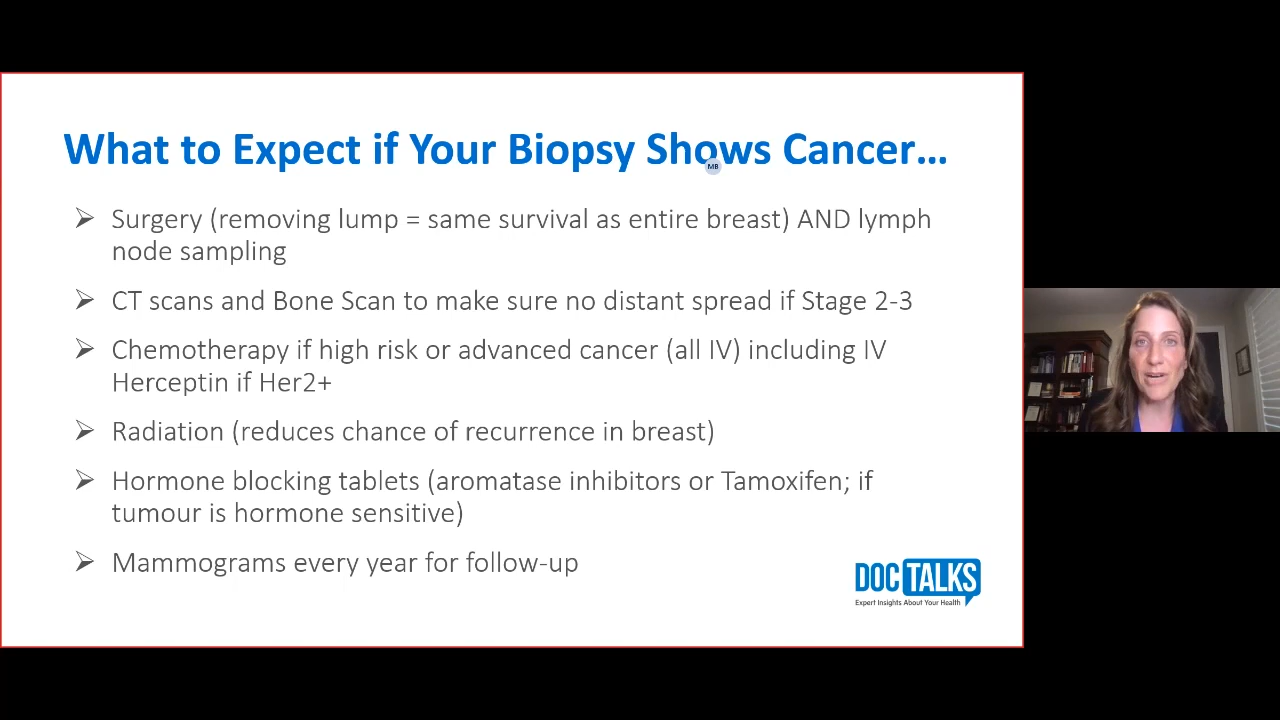 What to Expect if Your Biopsy Shows Cancer…
MB
➢ Surgery (removing lump = same survival as entire breast) AND lymph
node sampling
➢ CT scans and Bone Scan to make sure no distant spread if Stage 2-3
➢ Chemotherapy if high risk or advanced cancer (all IV) including IV
Herceptin if Her2+
➢ Radiation (reduces chance of recurrence in breast)
➢ Hormone blocking tablets (aromatase inhibitors or Tamoxifen; if
tumour is hormone sensitive)
➢ Mammograms every year for follow-up
DOC TALKS
Expert Insights About Your Health